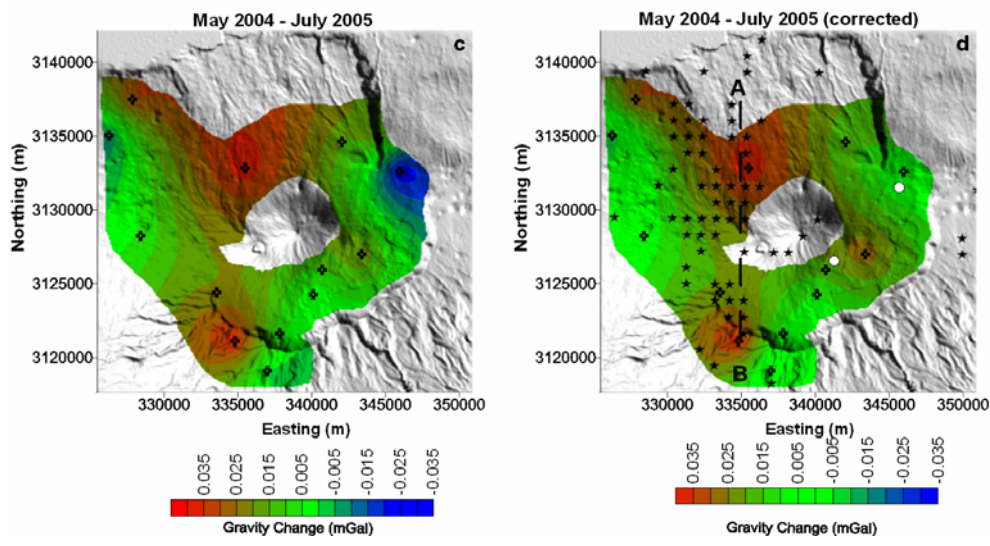 May 2004 - July 2005
c
3140000
3135000
3130000
3125000
3120000
Northing (m)
330000 335000 340000 345000 350000
Easting (m)
0.035 0.025 0.015 0.005 -0.005 -0.015 -0.025 -0.035
Gravity Change (mGal)
May 2004 - July 2005 (corrected)
d
A
B
3140000
3135000
3130000
3125000
3120000
Northing (m)
330000 335000 340000 345000 350000
Easting (m)
0.035 0.025 0.015 0.005 -0.005 -0.015 -0.025 -0.035
Gravity Change (mGal)